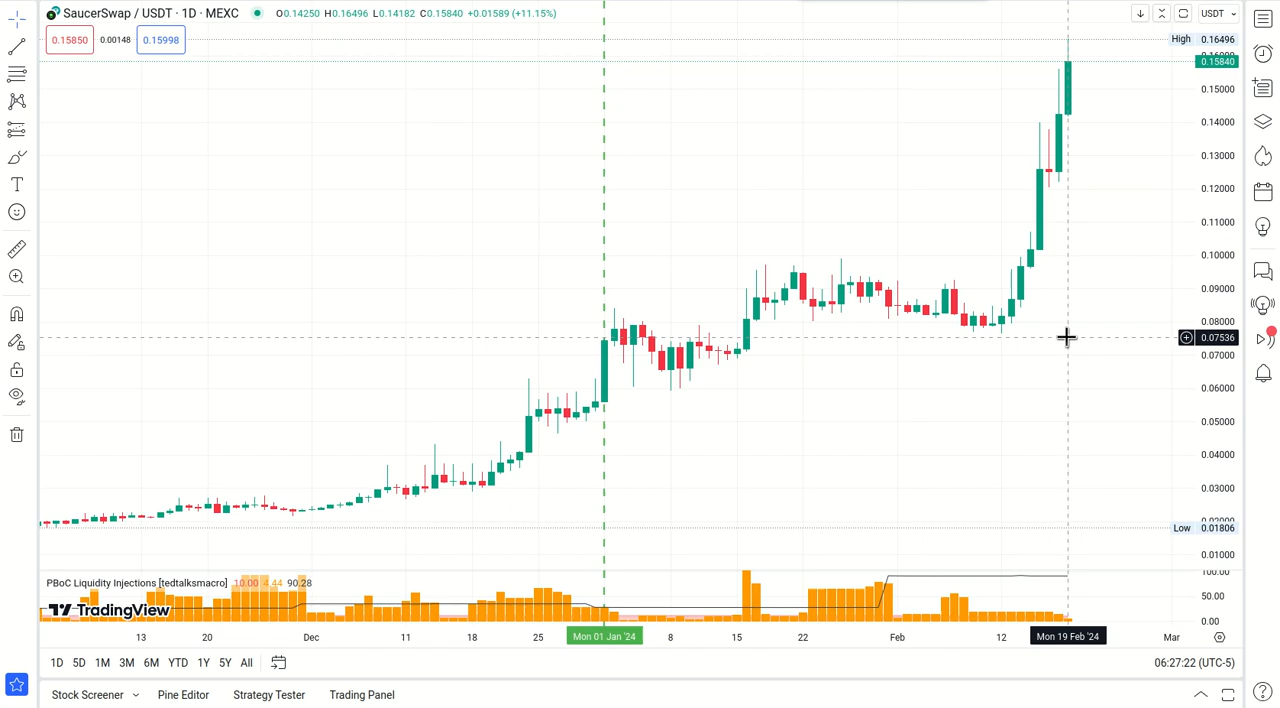 SaucerSwap / USDT · 1D · MEXC O0.14250 H0.16496 L0.14182 C0.15840 +0.01589 (+11.15%)
USDT
0.15850 0.00148 0.15998
High 0.16496
0.15840
0.15000
0.14000
0.13000
0.12000
0.11000
0.10000
0.09000
0.08000
0.07536
0.07000
0.06000
0.05000
0.04000
0.03000
Low 0.01806
0.01000
PBoC Liquidity Injections [tedtalksmacro] 10.00 4.44 90.28
100.00
50.00
0.00
TradingView
13 20 Dec 11 18 25 Mon 01 Jan '24 8 15 22 Feb 12 Mon 19 Feb '24 Mar
1D 5D 1M 3M 6M YTD 1Y 5Y All
06:27:22 (UTC-5)
Stock Screener Pine Editor Strategy Tester Trading Panel